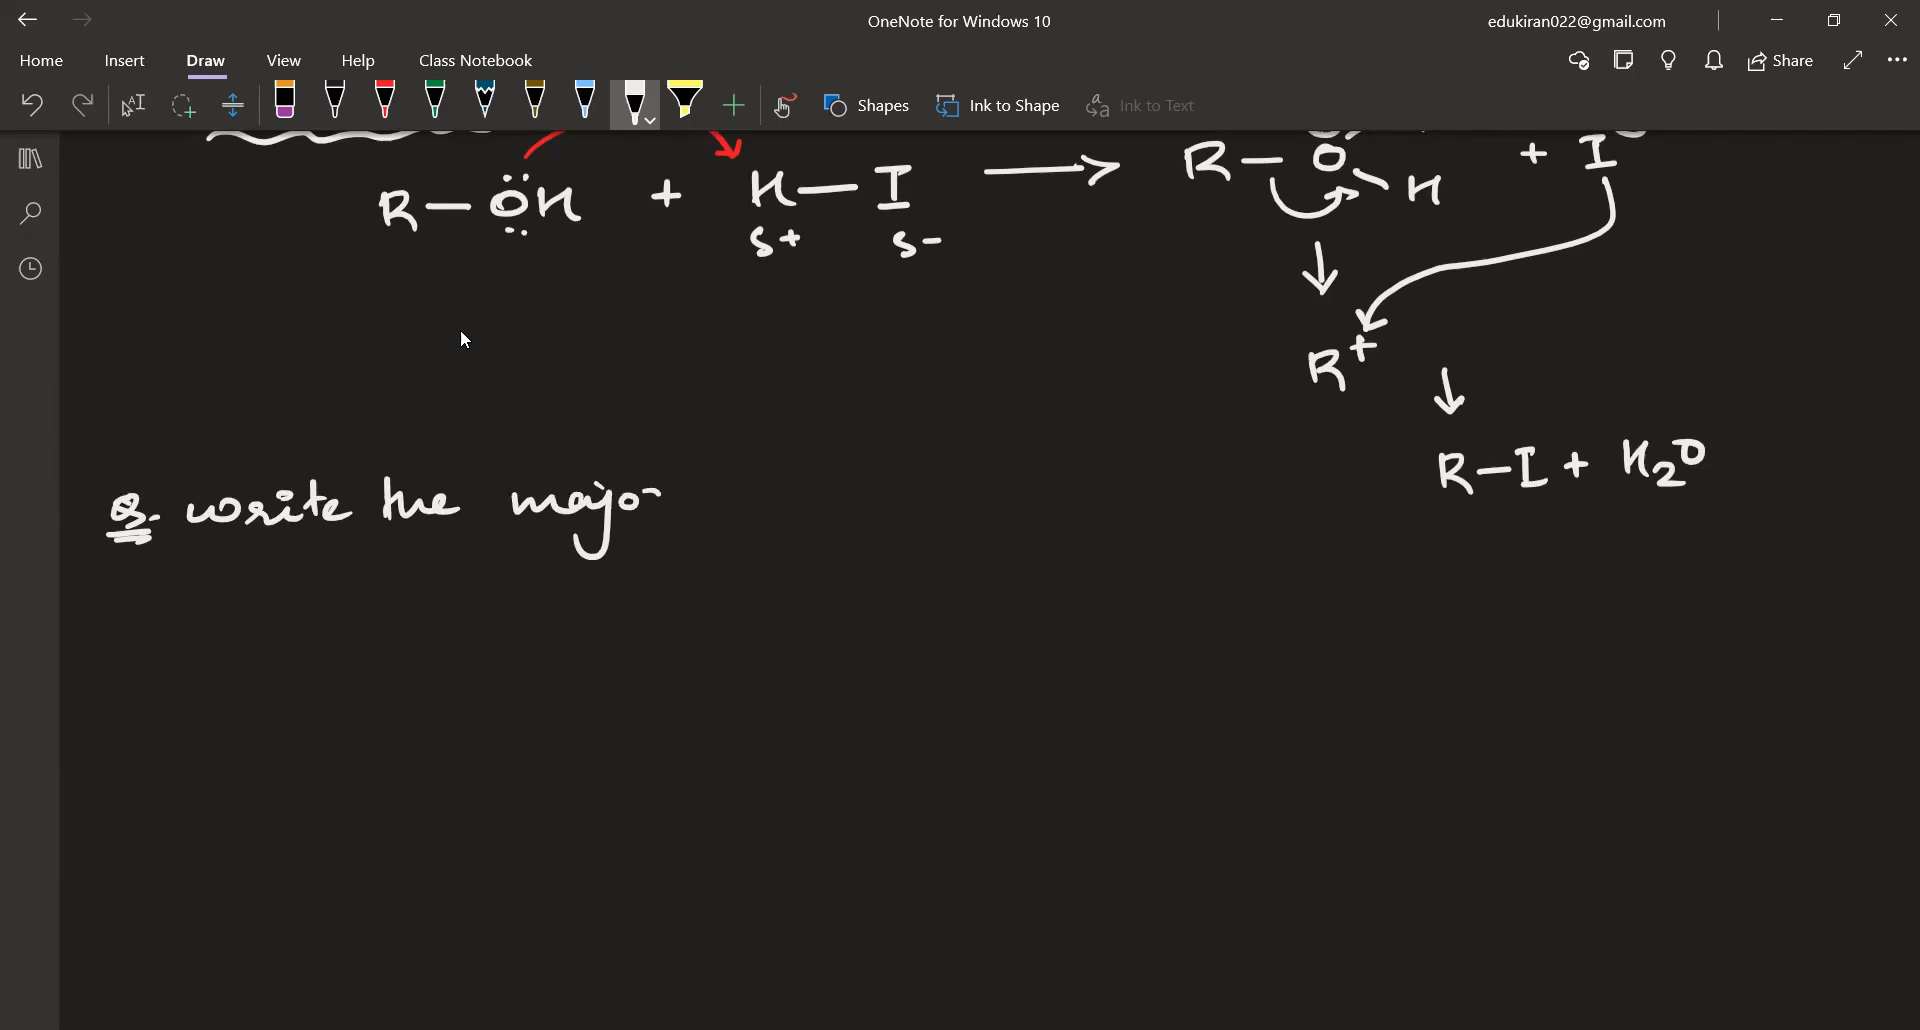 OneNote for Windows 10
edukiran022@gmail.com
Home Insert Draw View Help Class Notebook
Share
Shapes Ink to Shape Ink to Text
R — ÖH + H — I ⟶ R — O — H + I
δ+ δ−
R+
R — I + H2O
Q. write the major